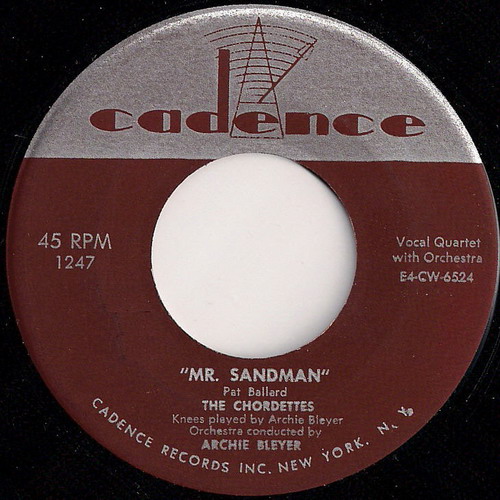 cadence
45 RPM
1247
Vocal Quartet
with Orchestra
E4-CW-6524
"MR. SANDMAN"
Pat Ballard
THE CHORDETTES
Knees played by Archie Bleyer
Orchestra conducted by
ARCHIE BLEYER
CADENCE RECORDS INC. NEW YORK, N. Y.